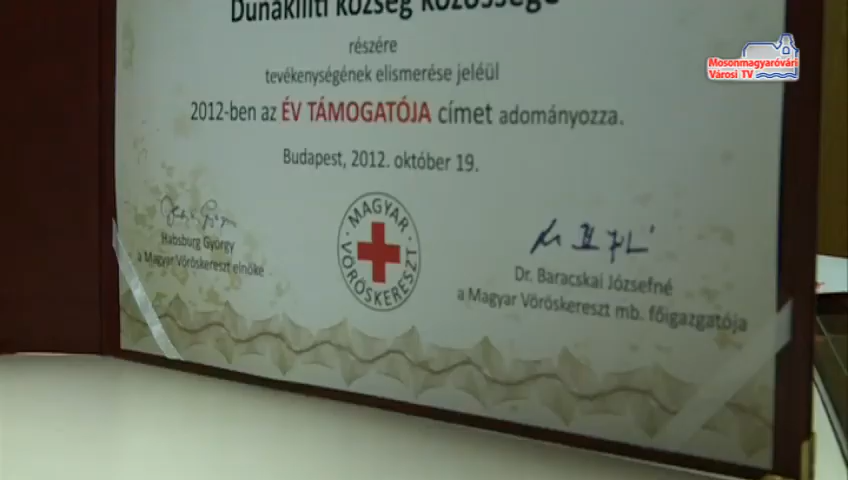 Dunakiliti község közössége
részére
tevékenységének elismerése jeléül
2012-ben az ÉV TÁMOGATÓJA címet adományozza.
Budapest, 2012. október 19.
Habsburg György
a Magyar Vöröskereszt elnöke
MAGYAR VÖRÖSKERESZT
Dr. Baracskai Józsefné
a Magyar Vöröskereszt mb. főigazgatója
Mosonmagyaróvári
Városi TV